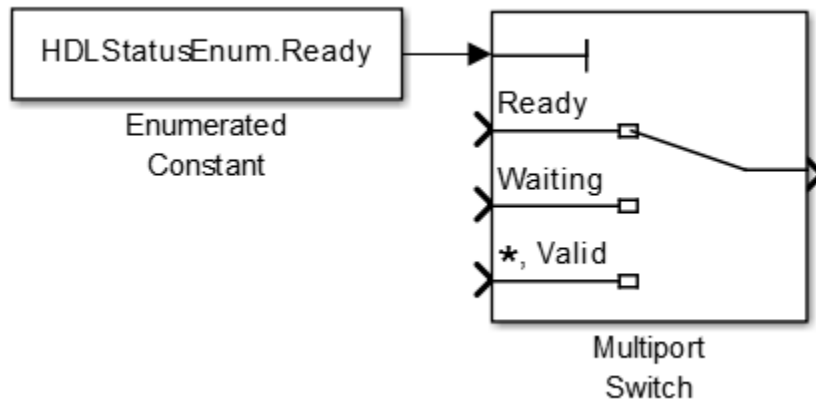 HDLStatusEnum.Ready
Enumerated
Constant
Ready
Waiting
*, Valid
Multiport
Switch